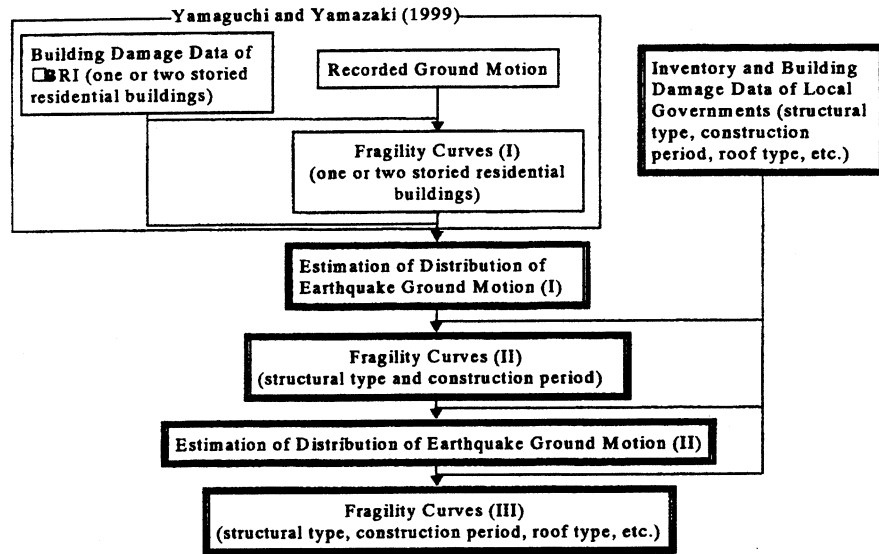 Yamaguchi and Yamazaki (1999)
Building Damage Data of
BRI (one or two storied
residential buildings)
Recorded Ground Motion
Inventory and Building
Damage Data of Local
Governments (structural
type, construction
period, roof type, etc.)
Fragility Curves (I)
(one or two storied residential
buildings)
Estimation of Distribution of
Earthquake Ground Motion (I)
Fragility Curves (II)
(structural type and construction period)
Estimation of Distribution of Earthquake Ground Motion (II)
Fragility Curves (III)
(structural type, construction period, roof type, etc.)